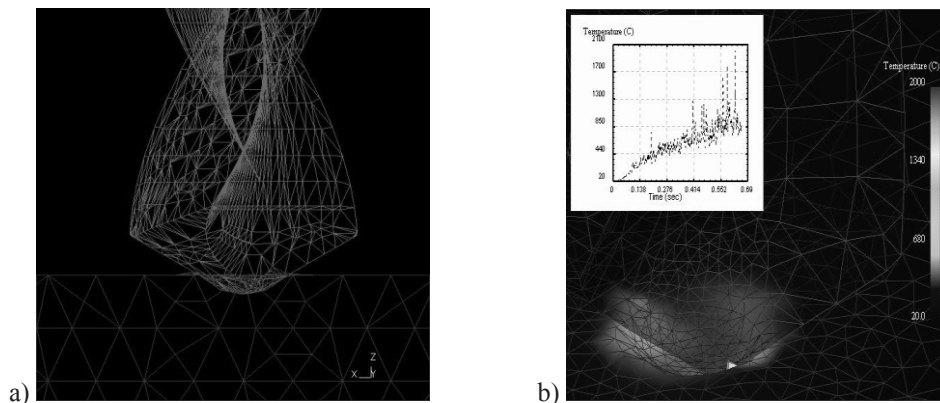 a)
Z
X Y
b)
Temperature (C)
2100
1700
1300
850
440
20
0 0.138 0.276 0.414 0.552 0.69
Time (sec)
Temperature (C)
2000
1340
680
20.0